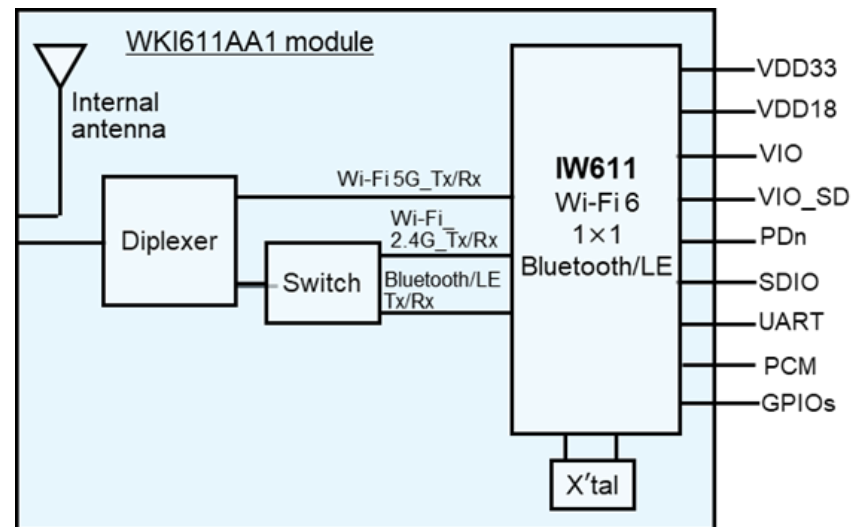 WKI611AA1 module
Internal
antenna
Diplexer
Wi-Fi 5G_Tx/Rx
Wi-Fi_
2.4G_Tx/Rx
Switch
Bluetooth/LE
Tx/Rx
IW611
Wi-Fi 6
1×1
Bluetooth/LE
X'tal
VDD33
VDD18
VIO
VIO_SD
PDn
SDIO
UART
PCM
GPIOs